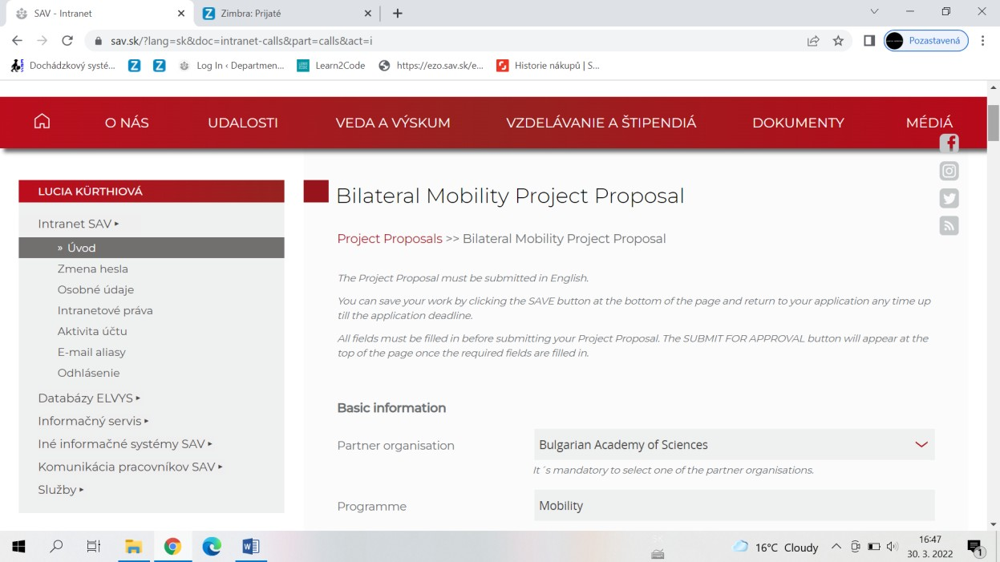 SAV - Intranet
Zimbra: Prijaté
sav.sk/?lang=sk&doc=intranet-calls&part=calls&act=i
Pozastavená
Dochádzkový systé...
Log In ‹ Departmen...
Learn2Code
https://ezo.sav.sk/e...
Historie nákupů | S...
O NÁS
UDALOSTI
VEDA A VÝSKUM
VZDELÁVANIE A ŠTIPENDIÁ
DOKUMENTY
MÉDIÁ
LUCIA KÜRTHIOVÁ
Intranet SAV ▸
» Úvod
Zmena hesla
Osobné údaje
Intranetové práva
Aktivita účtu
E-mail aliasy
Odhlásenie
Databázy ELVYS ▸
Informačný servis ▸
Iné informačné systémy SAV ▸
Komunikácia pracovníkov SAV ▸
Služby ▸
Bilateral Mobility Project Proposal
Project Proposals >> Bilateral Mobility Project Proposal
The Project Proposal must be submitted in English.
You can save your work by clicking the SAVE button at the bottom of the page and return to your application any time up
till the application deadline.
All fields must be filled in before submitting your Project Proposal. The SUBMIT FOR APPROVAL button will appear at the
top of the page once the required fields are filled in.
Basic information
Partner organisation
Bulgarian Academy of Sciences
It´s mandatory to select one of the partner organisations.
Programme
Mobility
16°C Cloudy
16:47
30. 3. 2022
1